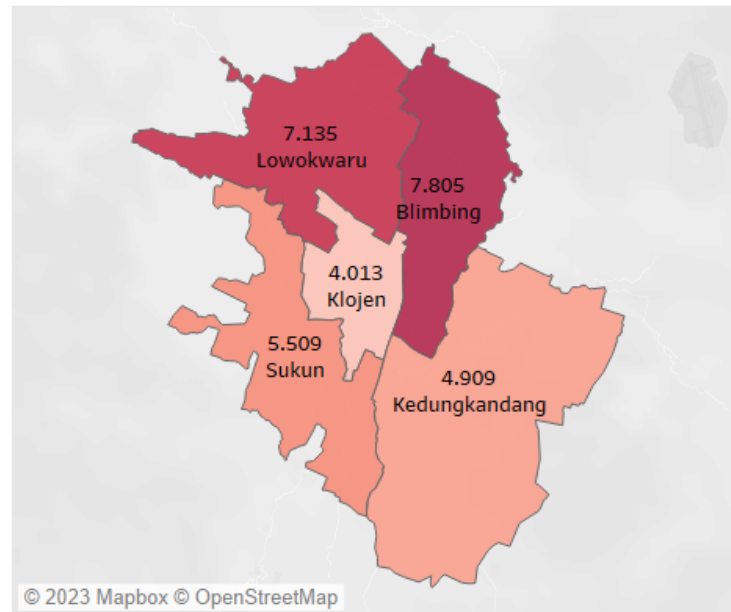 7.135
Lowokwaru
7.805
Blimbing
4.013
Klojen
5.509
Sukun
4.909
Kedungkandang
© 2023 Mapbox © OpenStreetMap